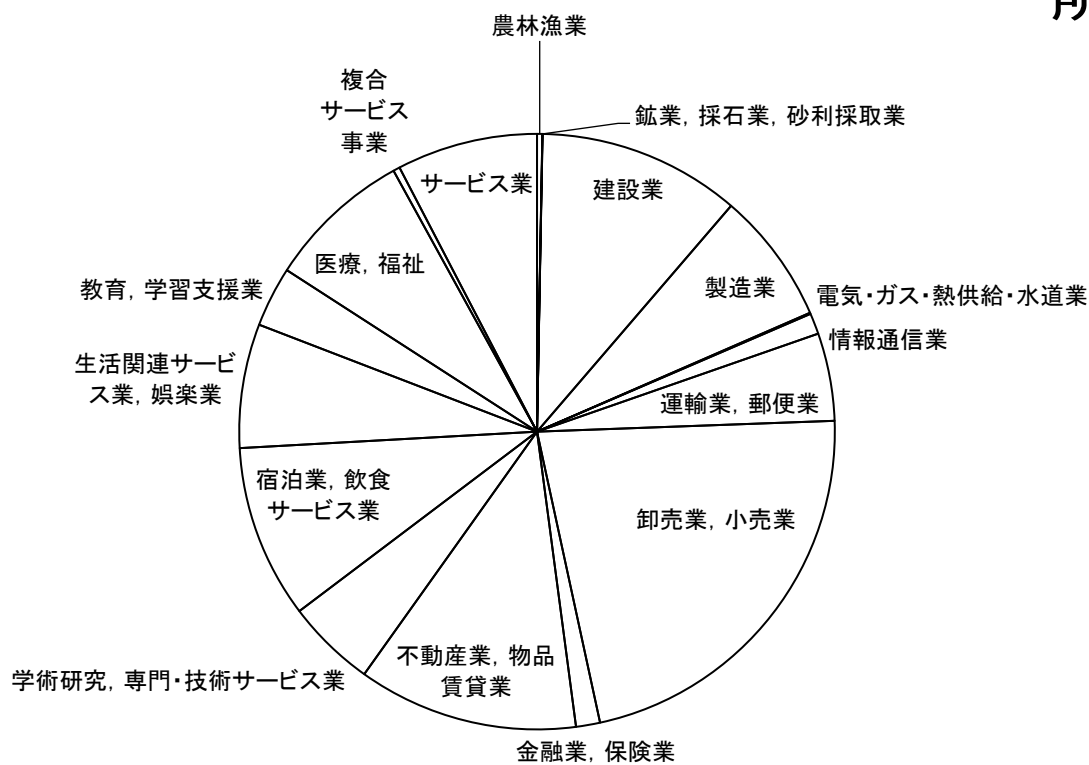 農林漁業
鉱業, 採石業, 砂利採取業
建設業
製造業
電気・ガス・熱供給・水道業
情報通信業
運輸業, 郵便業
卸売業, 小売業
金融業, 保険業
不動産業, 物品
賃貸業
学術研究, 専門・技術サービス業
宿泊業, 飲食
サービス業
生活関連サービ
ス業, 娯楽業
教育, 学習支援業
医療, 福祉
複合
サービス
事業
サービス業